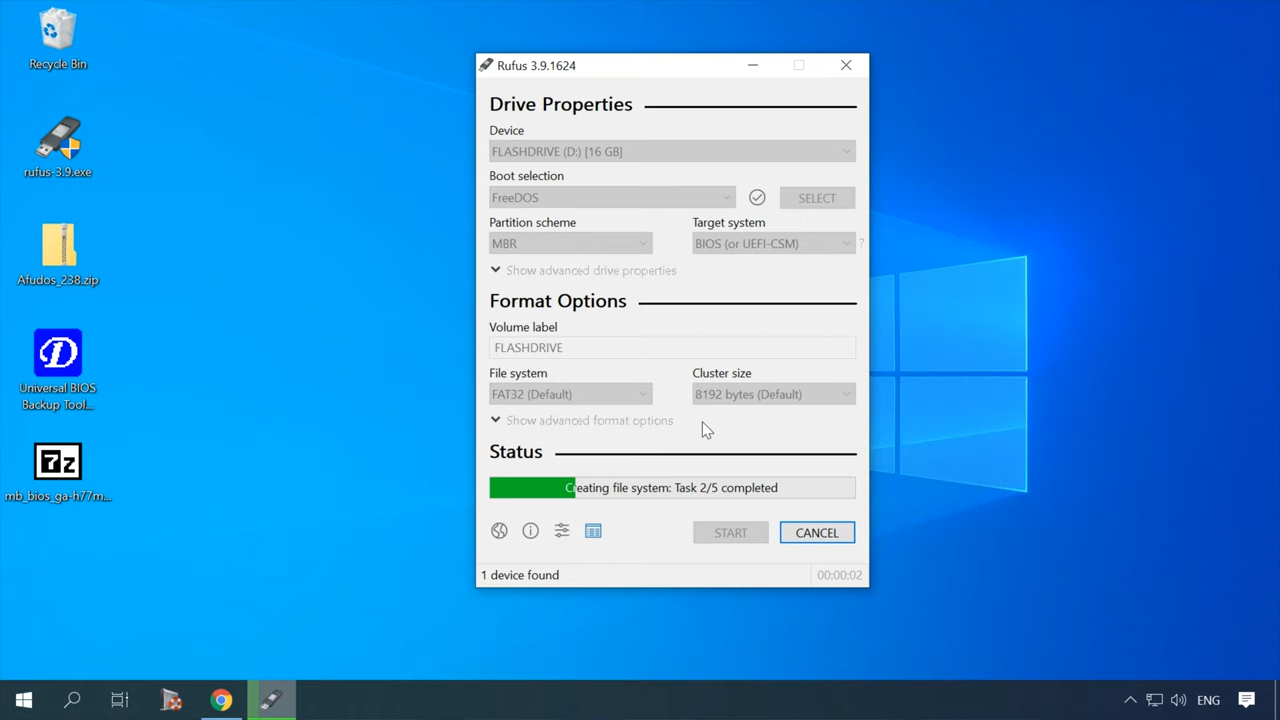 Recycle Bin
rufus-3.9.exe
Afudos_238.zip
Universal BIOS
Backup Tool...
7z
mb_bios_ga-h77m...
Rufus 3.9.1624
Drive Properties
Device
FLASHDRIVE (D:) [16 GB]
Boot selection
FreeDOS
SELECT
Partition scheme
Target system
MBR
BIOS (or UEFI-CSM)
?
Show advanced drive properties
Format Options
Volume label
FLASHDRIVE
File system
Cluster size
FAT32 (Default)
8192 bytes (Default)
Show advanced format options
Status
Creating file system: Task 2/5 completed
START
CANCEL
1 device found
00:00:02
ENG